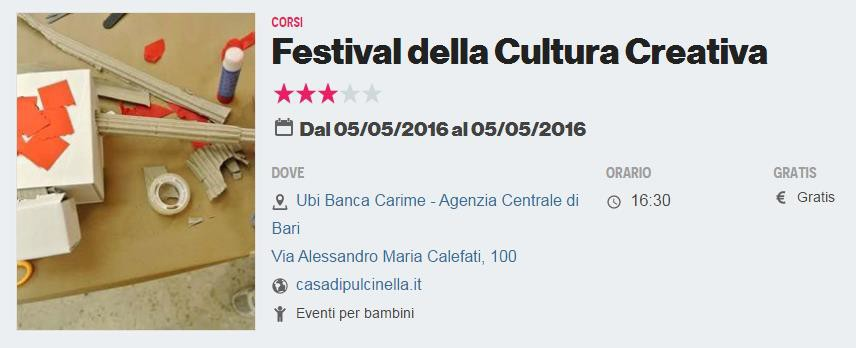 CORSI
Festival della Cultura Creativa
Dal 05/05/2016 al 05/05/2016
DOVE
Ubi Banca Carime - Agenzia Centrale di
Bari
Via Alessandro Maria Calefati, 100
casadipulcinella.it
Eventi per bambini
ORARIO
16:30
GRATIS
€ Gratis